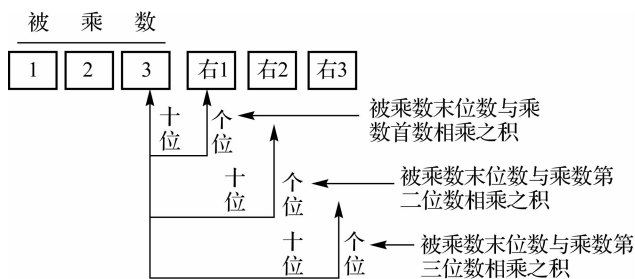 被 乘 数
1 2 3 右1 右2 右3
十位 个位
被乘数末位数与乘
数首数相乘之积
十位 个位
被乘数末位数与乘数第
二位数相乘之积
十位 个位
被乘数末位数与乘数第
三位数相乘之积